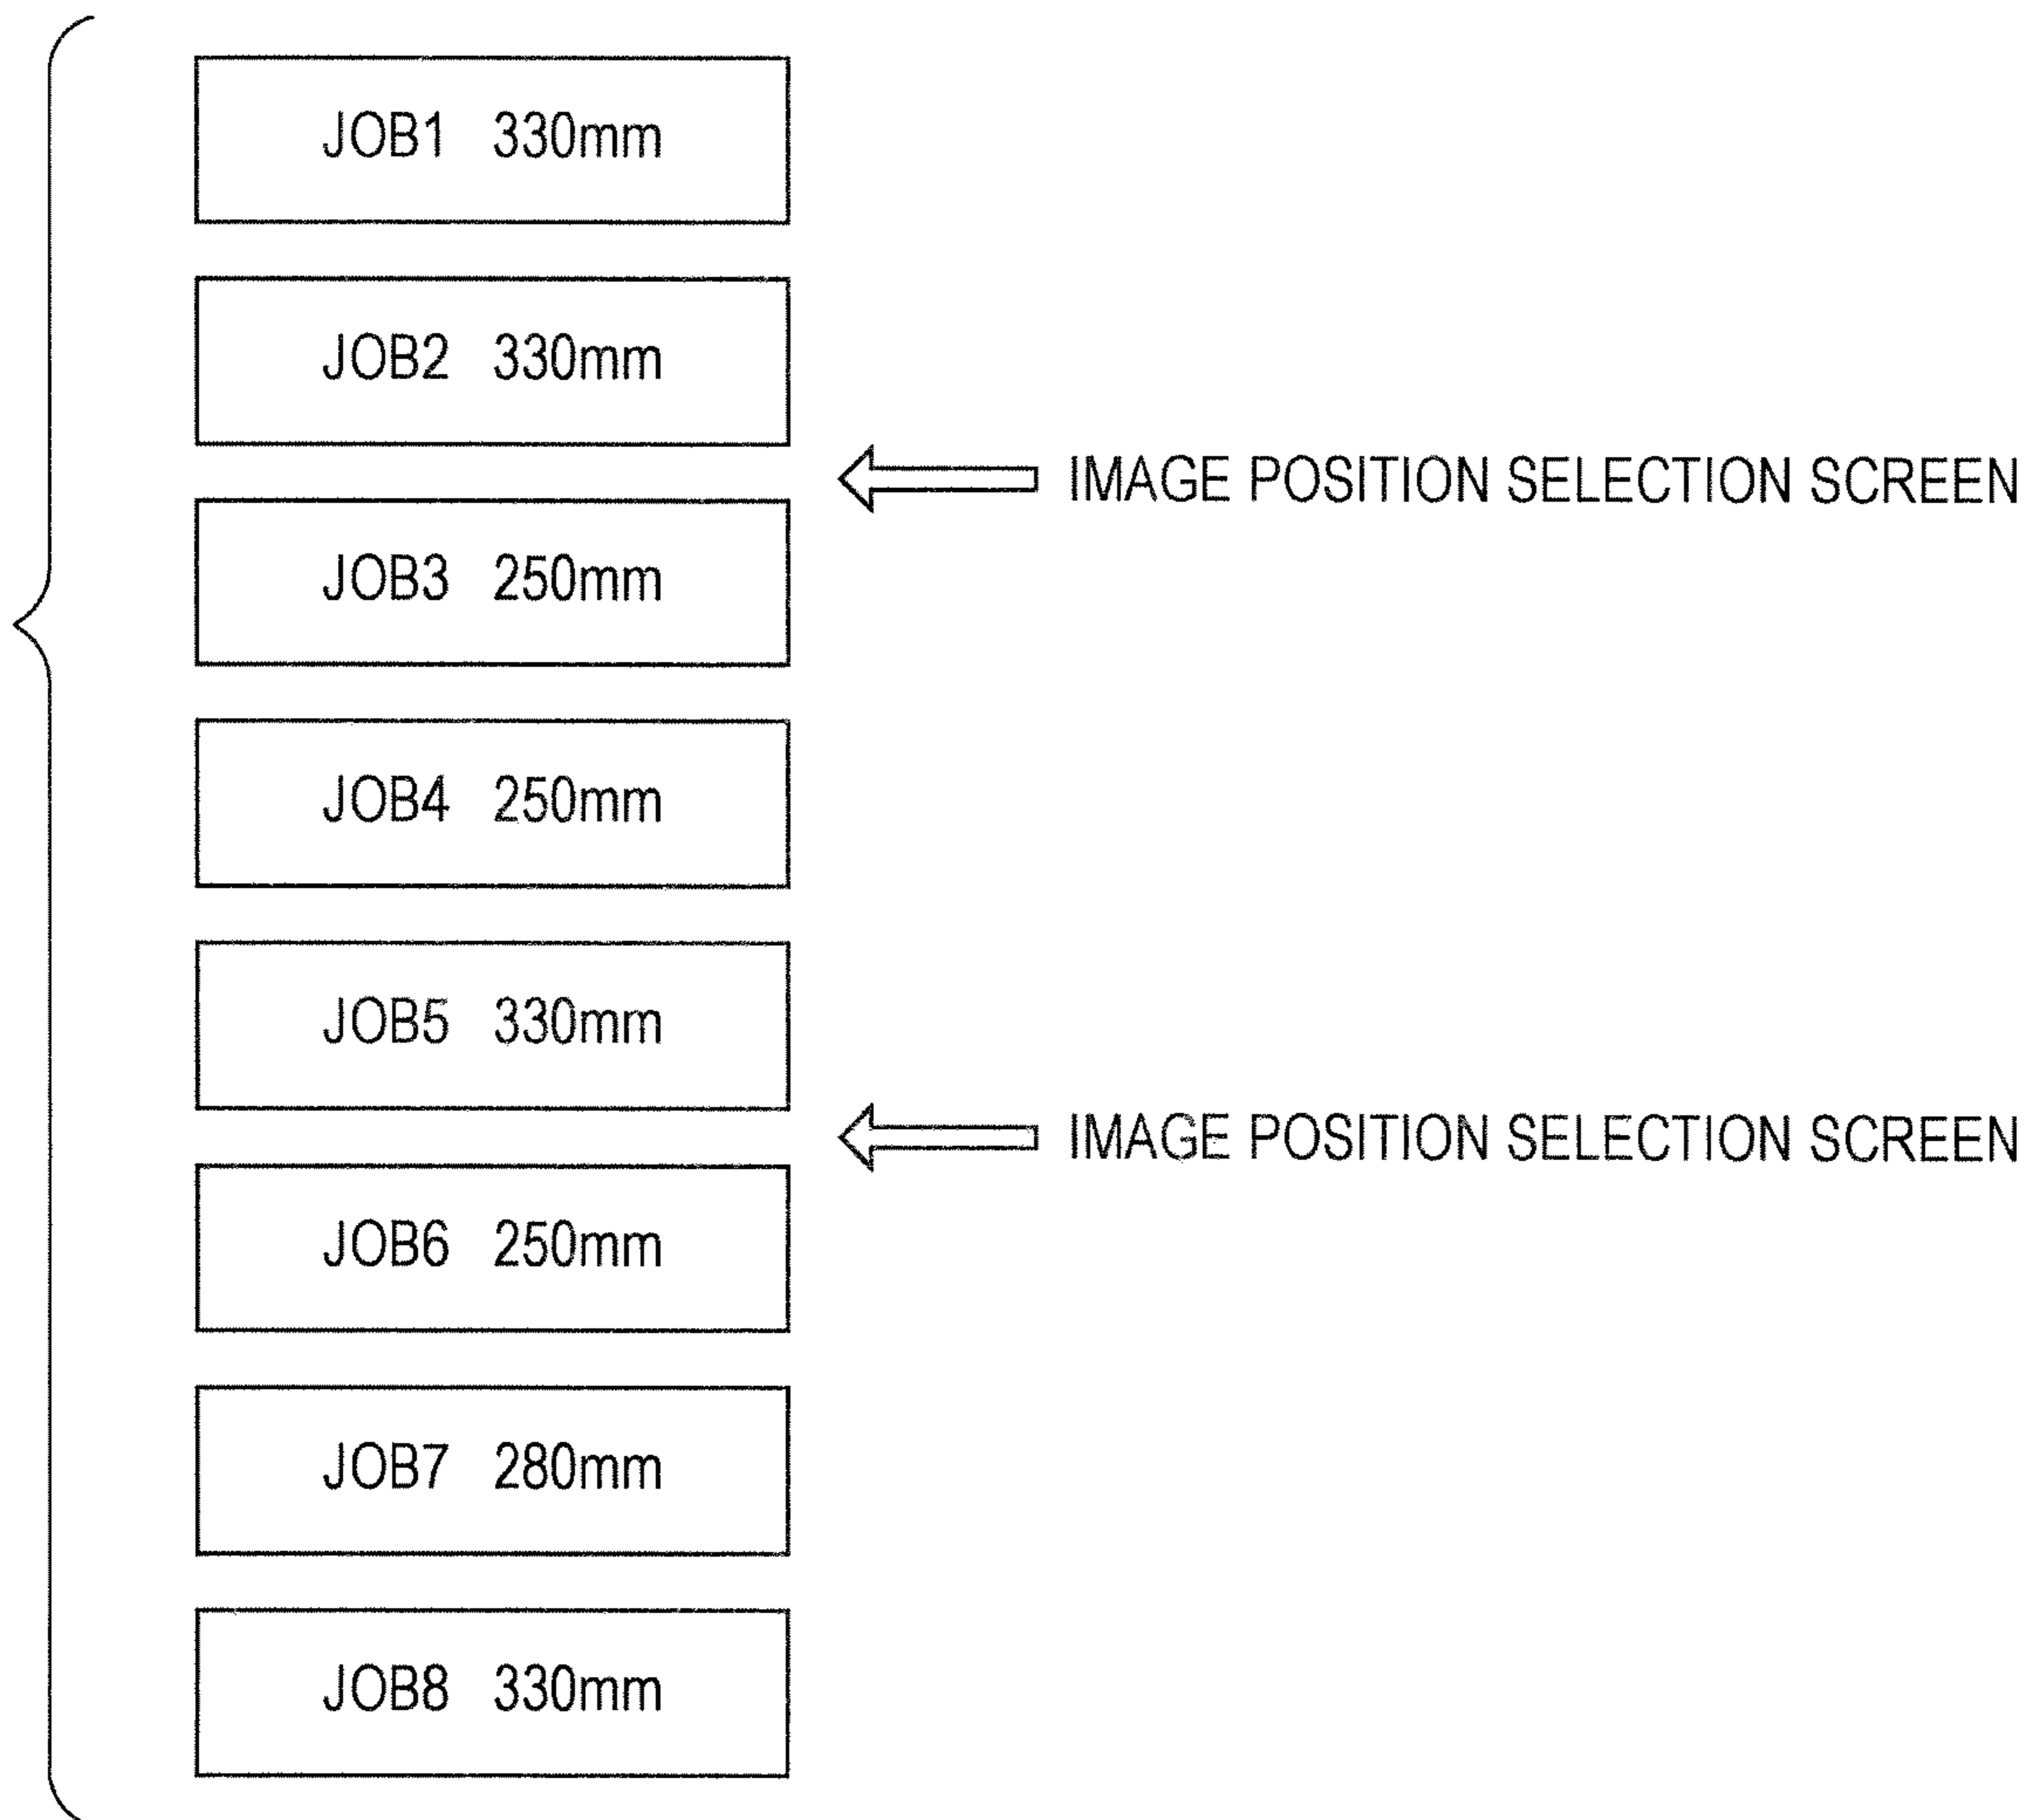 JOB1 330mm
JOB2 330mm
IMAGE POSITION SELECTION SCREEN
JOB3 250mm
JOB4 250mm
JOB5 330mm
IMAGE POSITION SELECTION SCREEN
JOB6 250mm
JOB7 280mm
JOB8 330mm